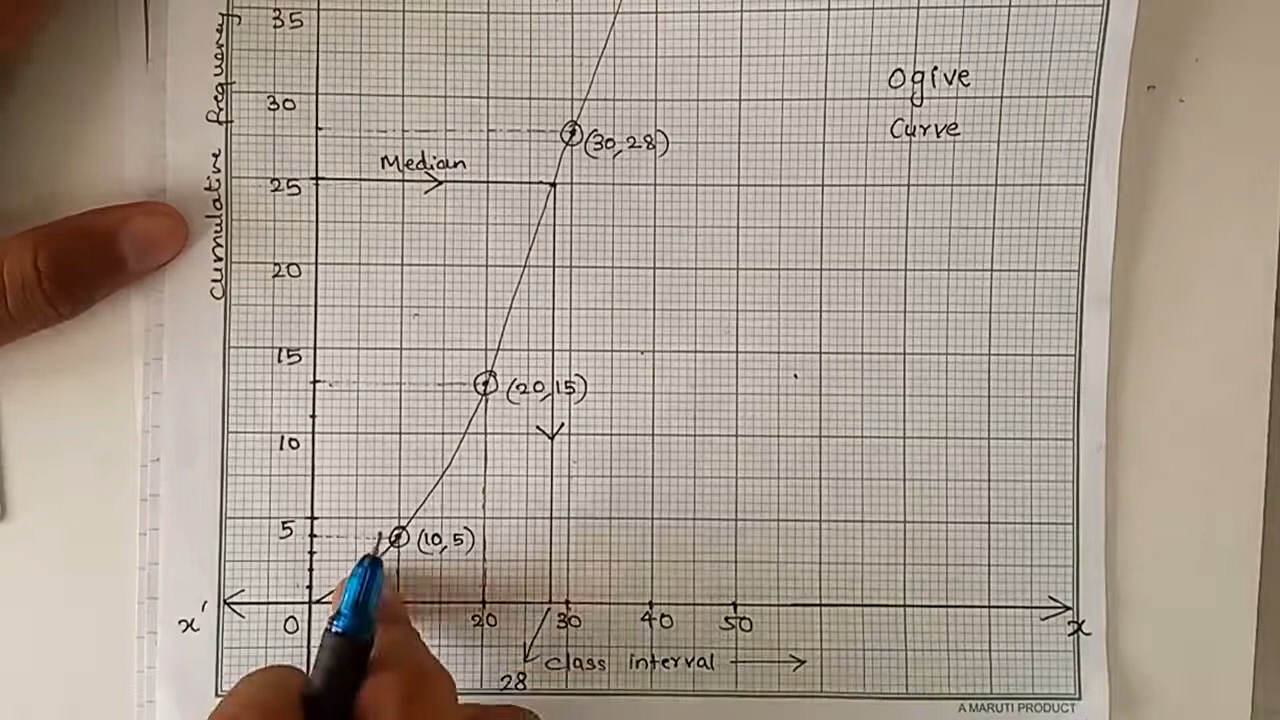 35
Ogive
Curve
30
(30,28)
Median
25
cumulative frequency
20
15
(20,15)
10
5
(10,5)
x'
0
20
30
40
50
x
class interval
28
A MARUTI PRODUCT